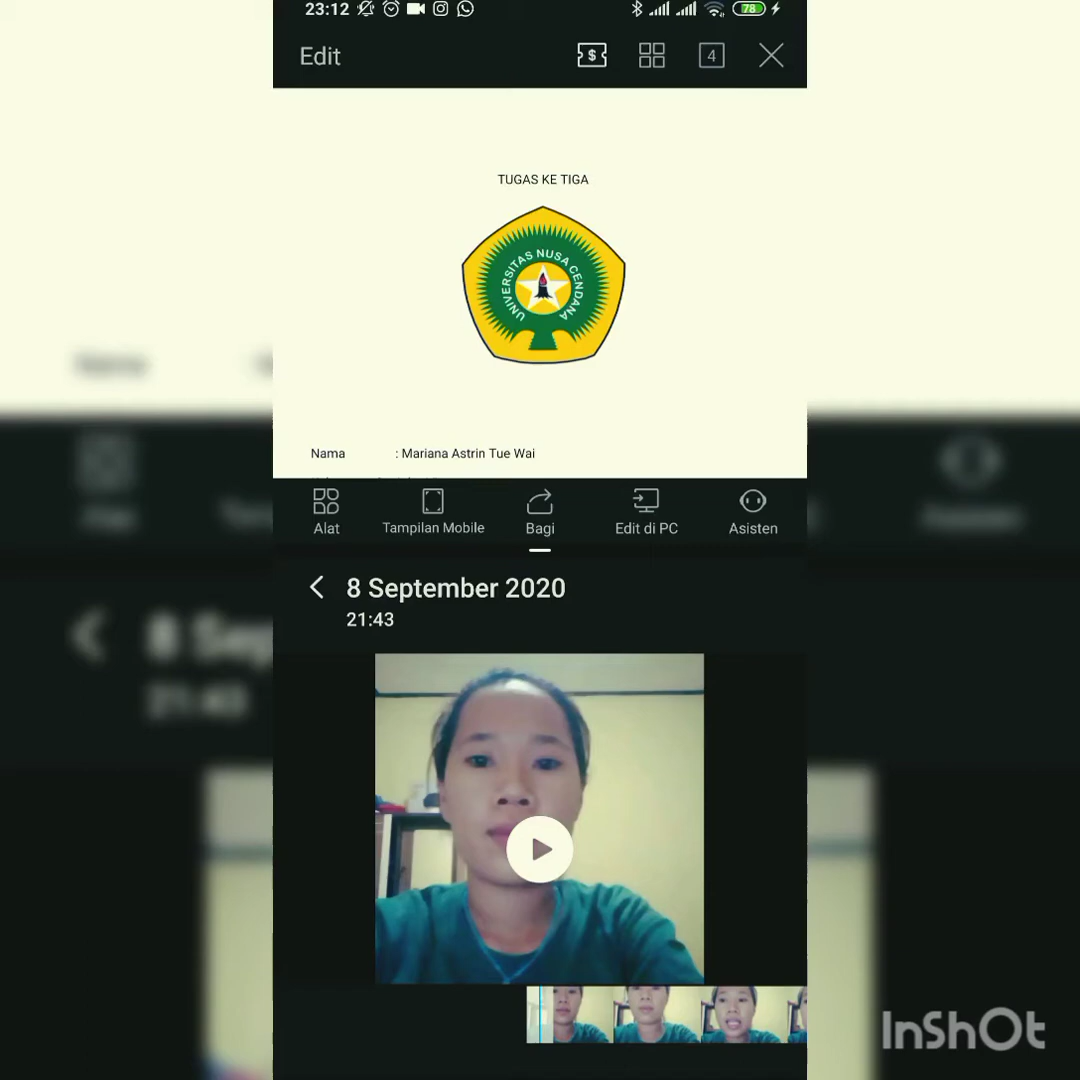 23:12
78
Edit
$
4
TUGAS KE TIGA
UNIVERSITAS NUSA CENDANA
Nama : Mariana Astrin Tue Wai
Alat
Tampilan Mobile
Bagi
Edit di PC
Asisten
8 September 2020
21:43
InShOt